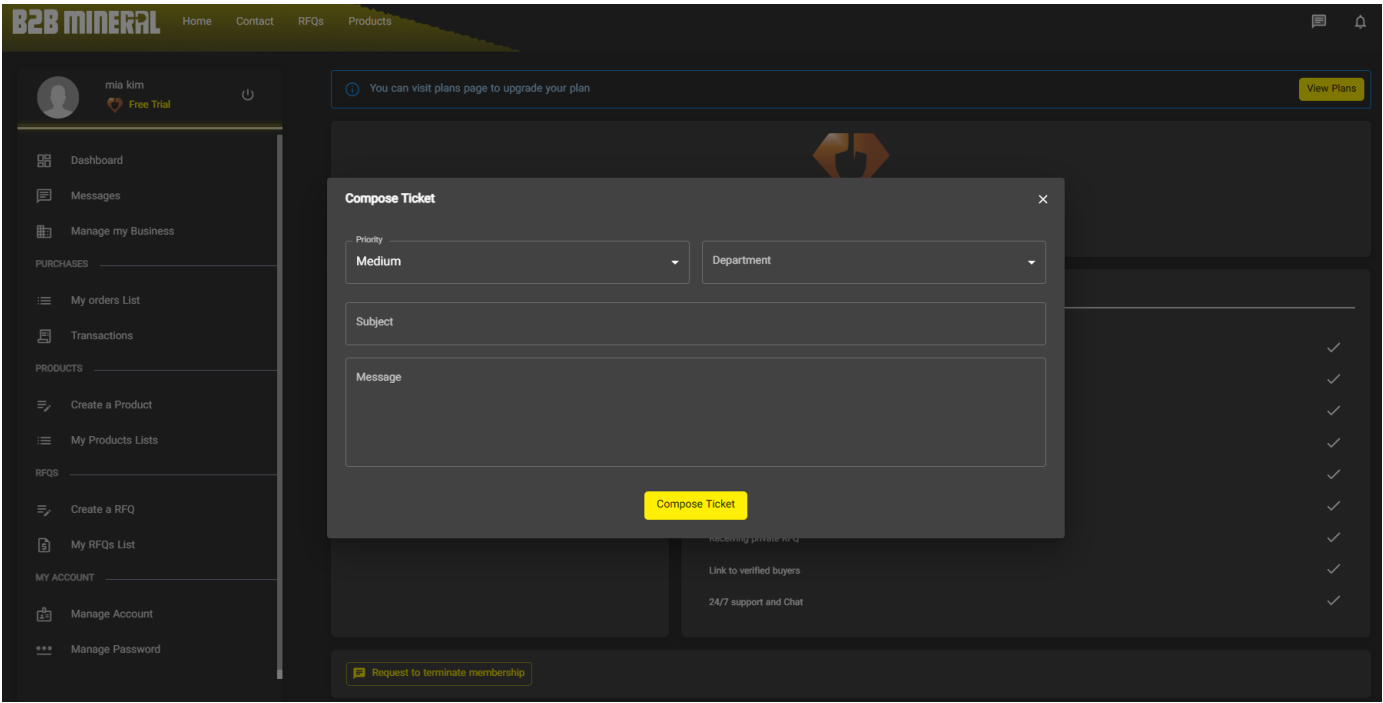 B2B MINERAL Home Contact RFQs Products
mia kim
Free Trial
Dashboard
Messages
Manage my Business
PURCHASES
My orders List
Transactions
PRODUCTS
Create a Product
My Products Lists
RFQS
Create a RFQ
My RFQs List
MY ACCOUNT
Manage Account
Manage Password
You can visit plans page to upgrade your plan
View Plans
Compose Ticket
Priority
Medium
Department
Subject
Message
Compose Ticket
Receiving private RFQ
Link to verified buyers
24/7 support and Chat
Request to terminate membership